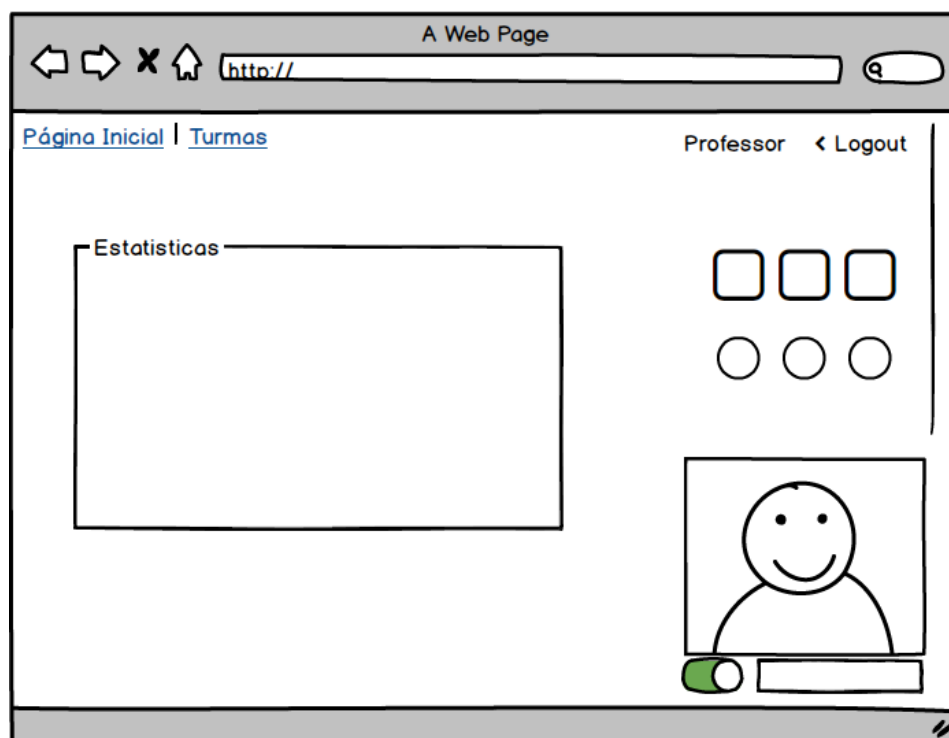 A Web Page
http://
Página Inicial | Turmas
Professor < Logout
Estatisticas